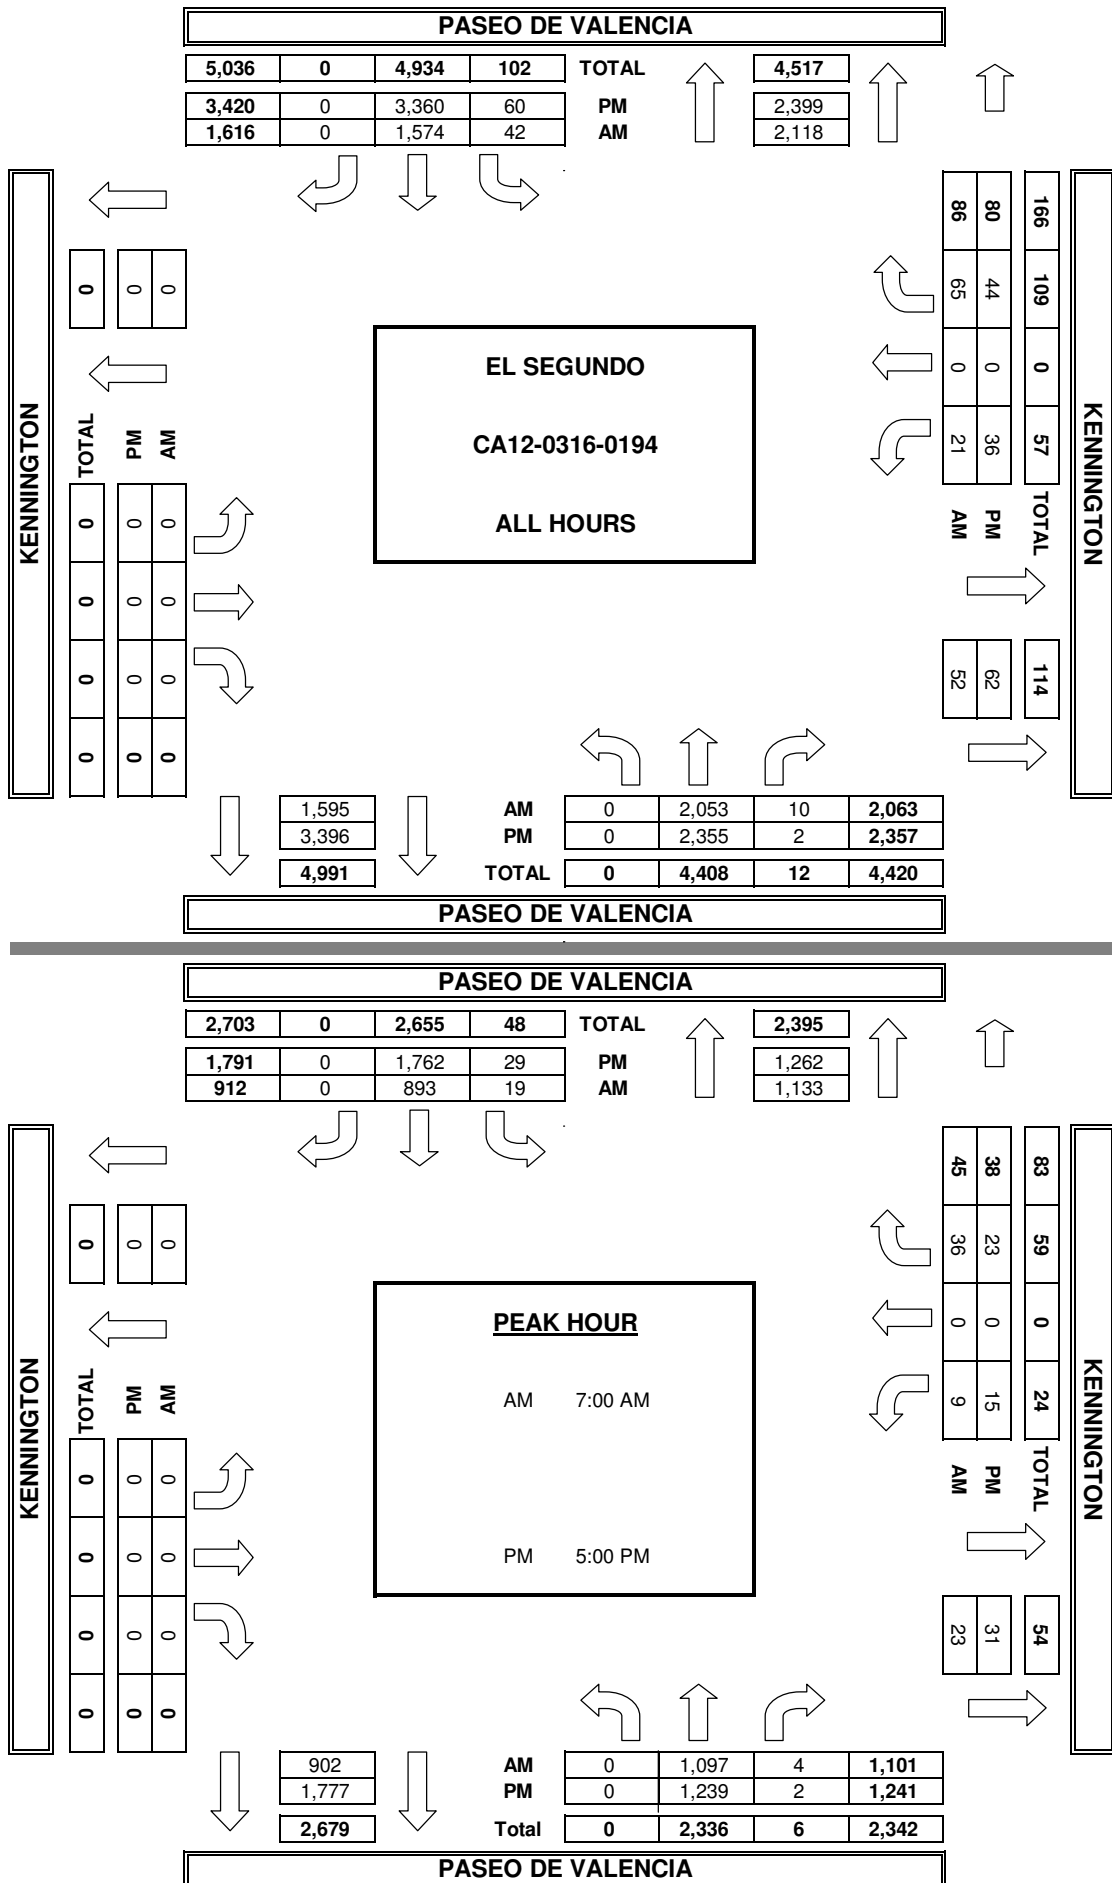 PASEO DE VALENCIA
5,036 0 4,934 102 TOTAL 4,517
3,420 0 3,360 60 PM 2,399
1,616 0 1,574 42 AM 2,118
KENNINGTON
0 0 0
TOTAL PM AM
0 0 0
0 0 0
0 0 0
0 0 0
EL SEGUNDO
CA12-0316-0194
ALL HOURS
86 80 166
65 44 109
0 0 0
21 36 57
AM PM TOTAL
52 62 114
KENNINGTON
1,595 AM 0 2,053 10 2,063
3,396 PM 0 2,355 2 2,357
4,991 TOTAL 0 4,408 12 4,420
PASEO DE VALENCIA
PASEO DE VALENCIA
2,703 0 2,655 48 TOTAL 2,395
1,791 0 1,762 29 PM 1,262
912 0 893 19 AM 1,133
KENNINGTON
0 0 0
TOTAL PM AM
0 0 0
0 0 0
0 0 0
0 0 0
PEAK HOUR
AM 7:00 AM
PM 5:00 PM
45 38 83
36 23 59
0 0 0
9 15 24
AM PM TOTAL
23 31 54
KENNINGTON
902 AM 0 1,097 4 1,101
1,777 PM 0 1,239 2 1,241
2,679 Total 0 2,336 6 2,342
PASEO DE VALENCIA